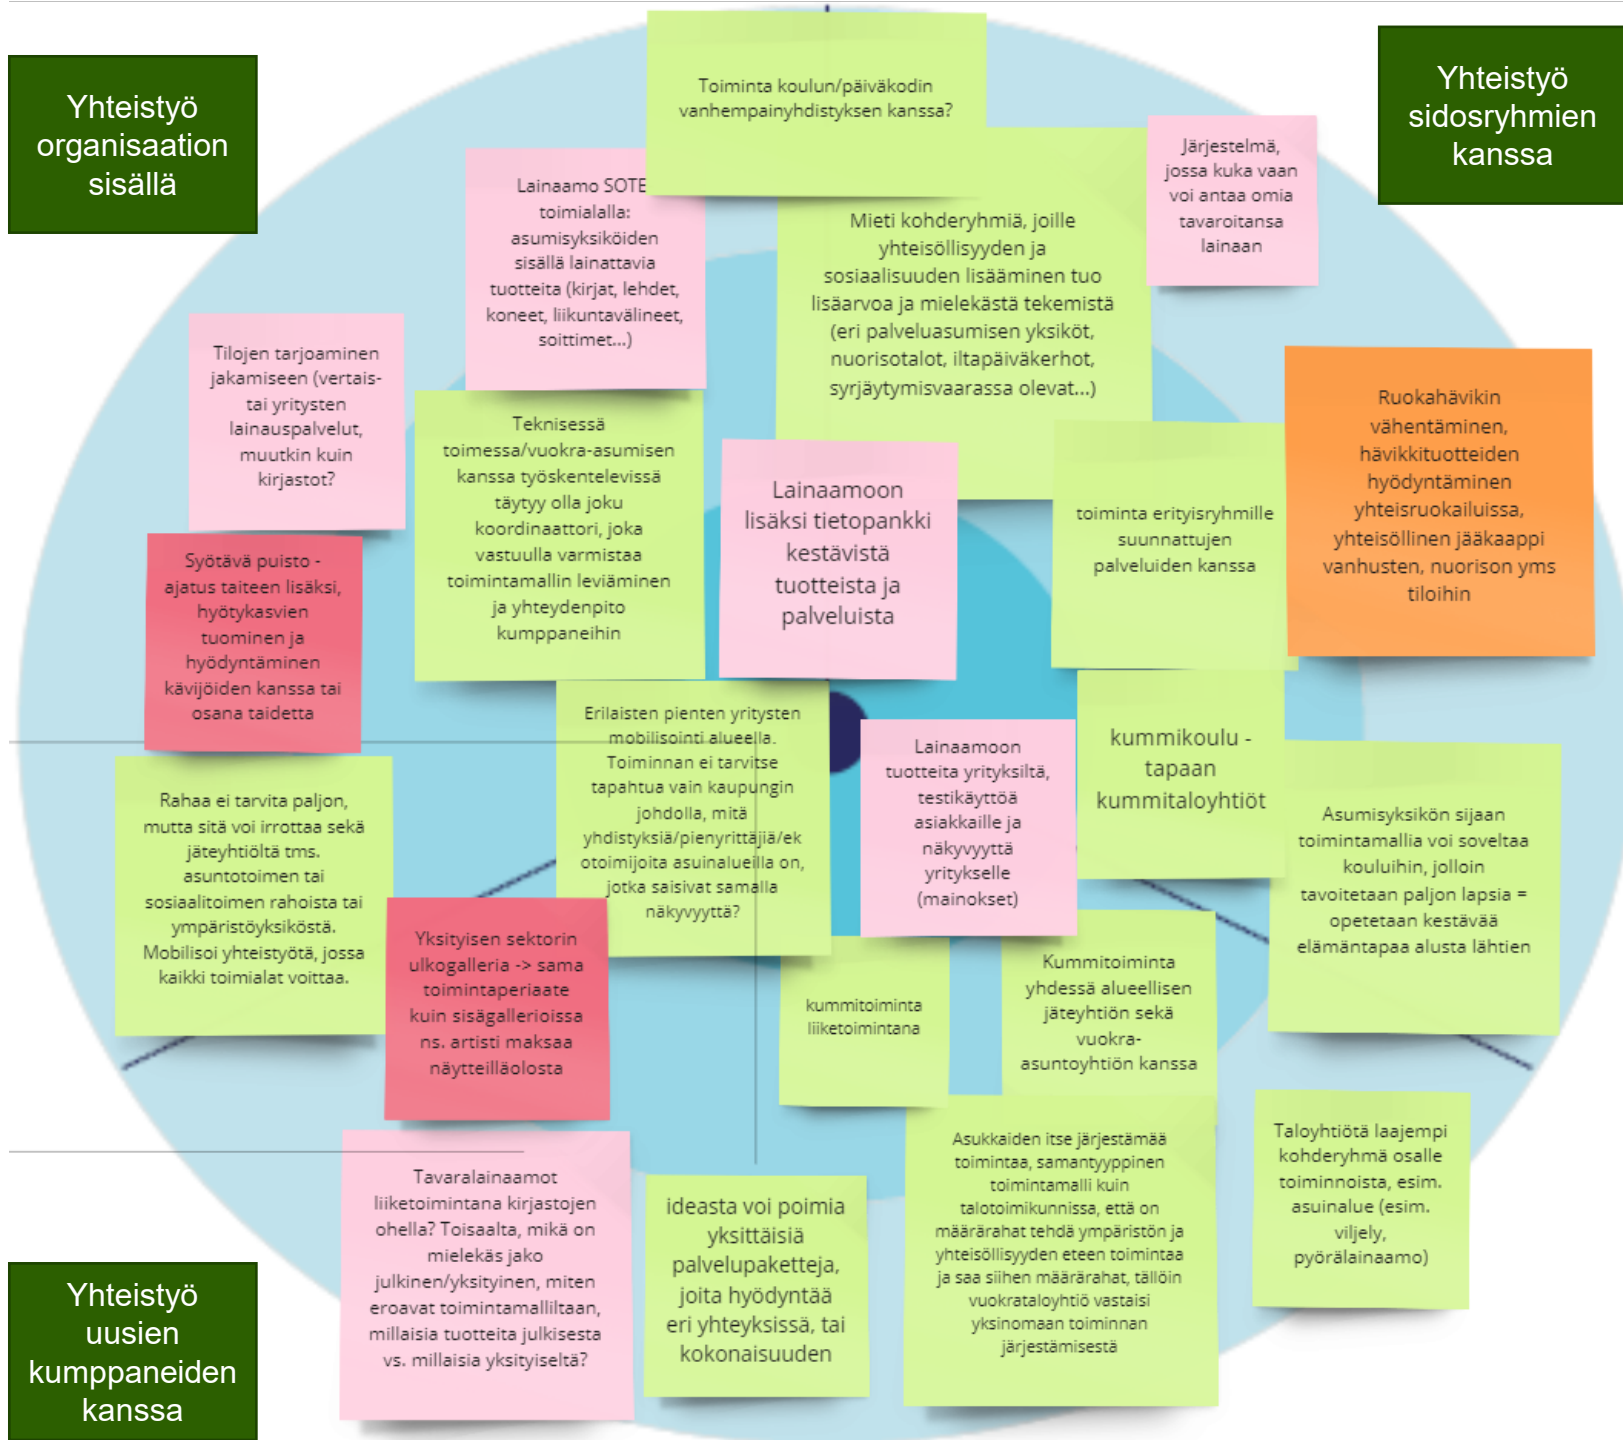 Yhteistyö
organisaation
sisällä
Toiminta koulun/päiväkodin
vanhempainyhdistyksen kanssa?
Yhteistyö
sidosryhmien
kanssa
Lainaamo SOTE
toimialalla:
asumisyksiköiden
sisällä lainattavia
tuotteita (kirjat, lehdet,
koneet, liikuntavälineet,
soittimet...)
Mieti kohderyhmiä, joille
yhteisöllisyyden ja
sosiaalisuuden lisääminen tuo
lisäarvoa ja mielekästä tekemistä
(eri palveluasumisen yksiköt,
nuorisotalot, iltapäiväkerhot,
syrjäytymisvaarassa olevat...)
Järjestelmä,
jossa kuka vaan
voi antaa omia
tavaroitansa
lainaan
Tilojen tarjoaminen
jakamiseen (vertais-
tai yritysten
lainauspalvelut,
muutkin kuin
kirjastot?
Teknisessä
toimessa/vuokra-asumisen
kanssa työskentelevissä
täytyy olla joku
koordinaattori, joka
vastuulla varmistaa
toimintamallin leviäminen
ja yhteydenpito
kumppaneihin
Lainaamoon
lisäksi tietopankki
kestävistä
tuotteista ja
palveluista
toiminta erityisryhmille
suunnattujen
palveluiden kanssa
Ruokahävikin
vähentäminen,
hävikkituotteiden
hyödyntäminen
yhteisruokailuissa,
yhteisöllinen jääkaappi
vanhusten, nuorison yms
tiloihin
Syötävä puisto -
ajatus taiteen lisäksi,
hyötykasvien
tuominen ja
hyödyntäminen
kävijöiden kanssa tai
osana taidetta
Erilaisten pienten yritysten
mobilisointi alueella.
Toiminnan ei tarvitse
tapahtua vain kaupungin
johdolla, mitä
yhdistyksiä/pienyrittäjiä/ek
otoimijoita asuinalueilla on,
jotka saisivat samalla
näkyvyyttä?
Lainaamoon
tuotteita yrityksiltä,
testikäyttöä
asiakkaille ja
näkyvyyttä
yritykselle
(mainokset)
kummikoulu -
tapaan
kummitaloyhtiöt
Asumisyksikön sijaan
toimintamallia voi soveltaa
kouluihin, jolloin
tavoitetaan paljon lapsia =
opetetaan kestävää
elämäntapaa alusta lähtien
Rahaa ei tarvita paljon,
mutta sitä voi irrottaa sekä
jäteyhtiöltä tms.
asuntotoimen tai
sosiaalitoimen rahoista tai
ympäristöyksiköstä.
Mobilisoi yhteistyötä, jossa
kaikki toimialat voittaa.
Yksityisen sektorin
ulkogalleria -> sama
toimintaperiaate
kuin sisägallerioissa
ns. artisti maksaa
näytteilläolosta
kummitoiminta
liiketoimintana
Kummitoiminta
yhdessä alueellisen
jäteyhtiön sekä
vuokra-
asuntoyhtiön kanssa
Tavaralainaamot
liiketoimintana kirjastojen
ohella? Toisaalta, mikä on
mielekäs jako
julkinen/yksityinen, miten
eroavat toimintamalliltaan,
millaisia tuotteita julkisesta
vs. millaisia yksityiseltä?
ideasta voi poimia
yksittäisiä
palvelupaketteja,
joita hyödyntää
eri yhteyksissä, tai
kokonaisuuden
Asukkaiden itse järjestämää
toimintaa, samantyyppinen
toimintamalli kuin
talotoimikunnissa, että on
määrärahat tehdä ympäristön ja
yhteisöllisyyden eteen toimintaa
ja saa siihen määrärahat, tällöin
vuokrataloyhtiö vastaisi
yksinomaan toiminnan
järjestämisestä
Taloyhtiötä laajempi
kohderyhmä osalle
toiminnoista, esim.
asuinalue (esim.
viljely,
pyörälainaamo)
Yhteistyö
uusien
kumppaneiden
kanssa